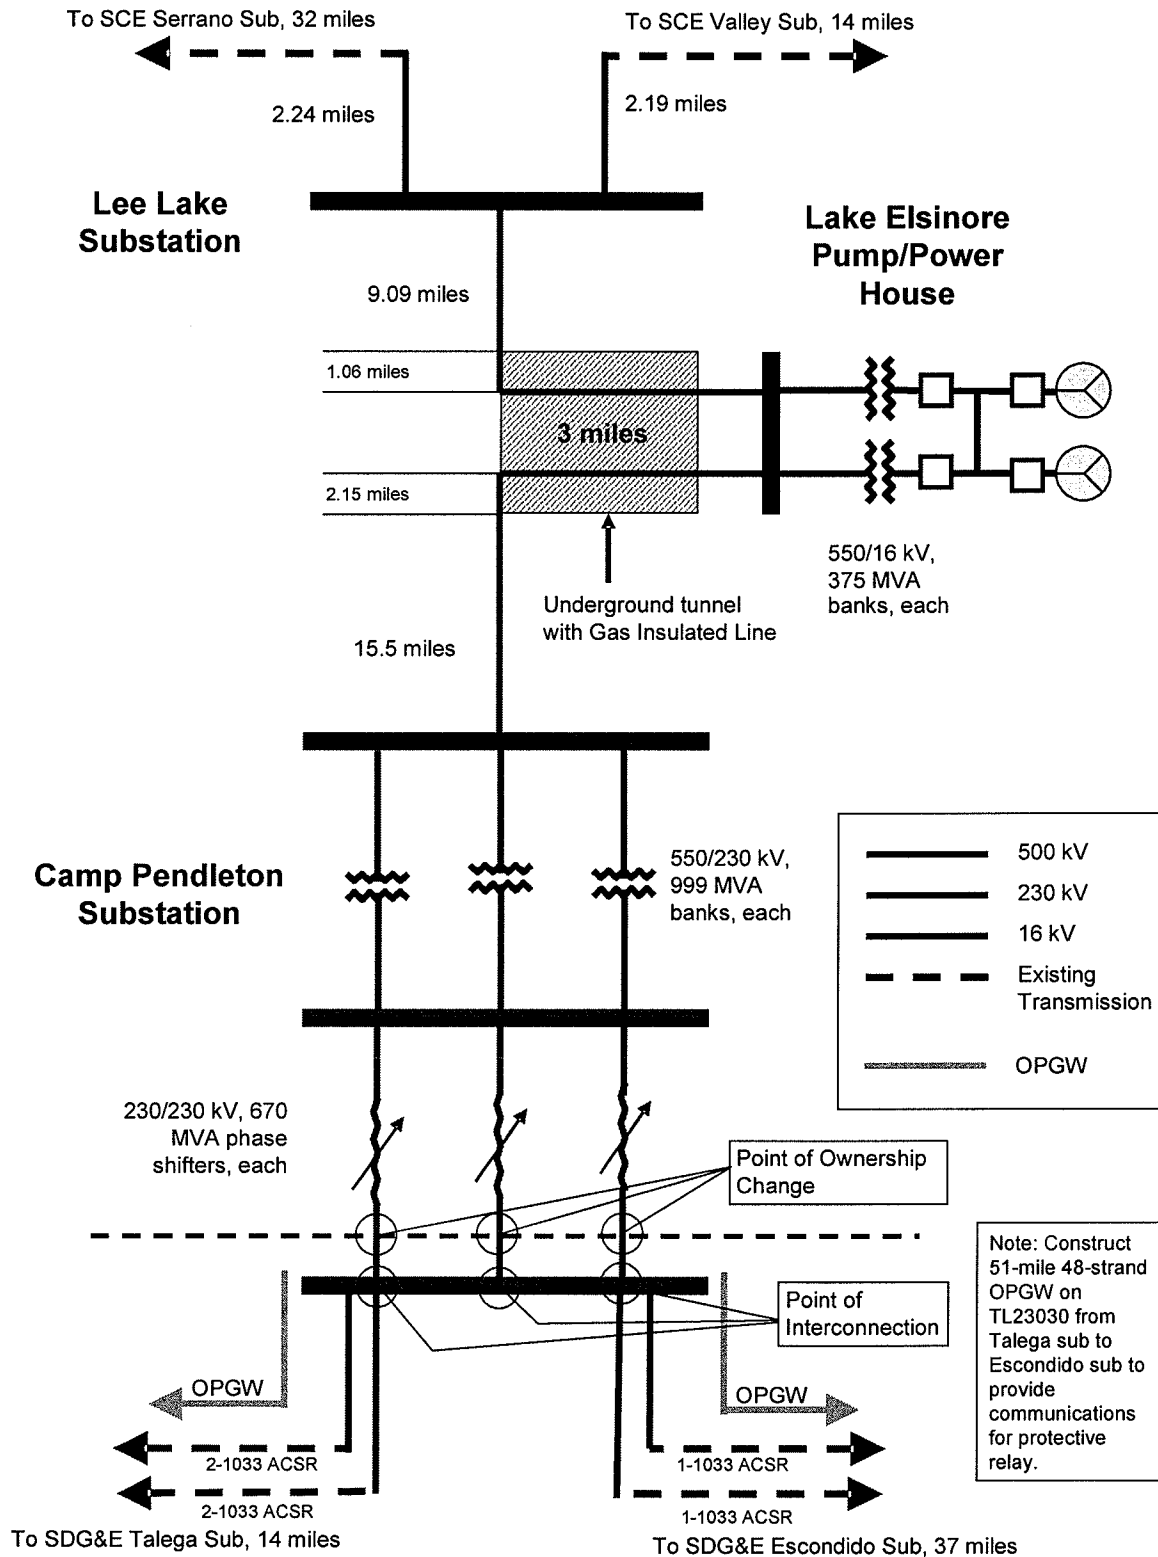 To SCE Serrano Sub, 32 miles
To SCE Valley Sub, 14 miles
2.24 miles
2.19 miles
Lee Lake
Substation
Lake Elsinore
Pump/Power
House
9.09 miles
1.06 miles
3 miles
2.15 miles
550/16 kV,
375 MVA
banks, each
Underground tunnel
with Gas Insulated Line
15.5 miles
Camp Pendleton
Substation
550/230 kV,
999 MVA
banks, each
500 kV
230 kV
16 kV
Existing
Transmission
OPGW
230/230 kV, 670
MVA phase
shifters, each
Point of Ownership
Change
Point of
Interconnection
Note: Construct
51-mile 48-strand
OPGW on
TL23030 from
Talega sub to
Escondido sub to
provide
communications
for protective
relay.
OPGW
OPGW
2-1033 ACSR
1-1033 ACSR
2-1033 ACSR
1-1033 ACSR
To SDG&E Talega Sub, 14 miles
To SDG&E Escondido Sub, 37 miles